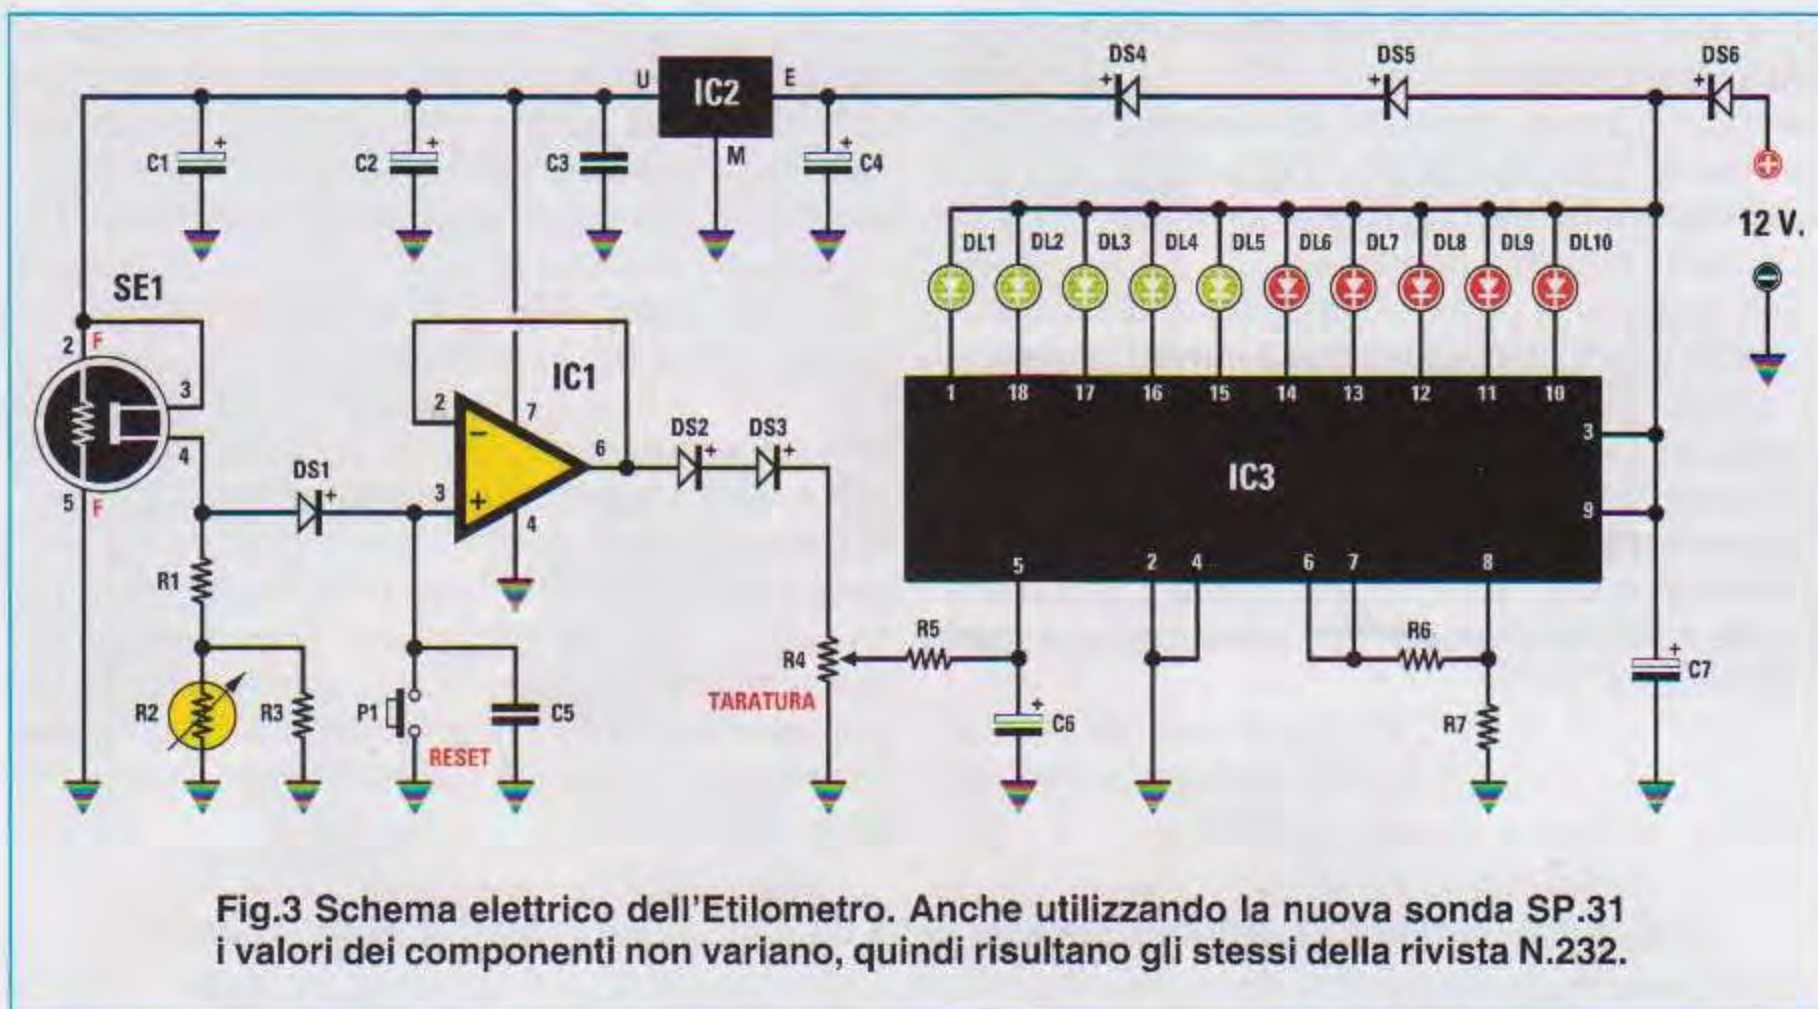 DS4 DS5 DS6
U IC2 E
C1 C2 C3 M C4
+ + + + + +
12 V.
DL1 DL2 DL3 DL4 DL5 DL6 DL7 DL8 DL9 DL10
SE1
2 F
3
4
5 F
DS1 +
IC1
2 7
− 6
3 + 4
DS2 + DS3 +
1 18 17 16 15 14 13 12 11 10
IC3
3
9
5 2 4 6 7 8
R1
R2 R3 P1 C5
RESET
R4 R5
TARATURA
+ C6
R6
R7
+ C7
Fig.3 Schema elettrico dell'Etilometro. Anche utilizzando la nuova sonda SP.31
i valori dei componenti non variano, quindi risultano gli stessi della rivista N.232.